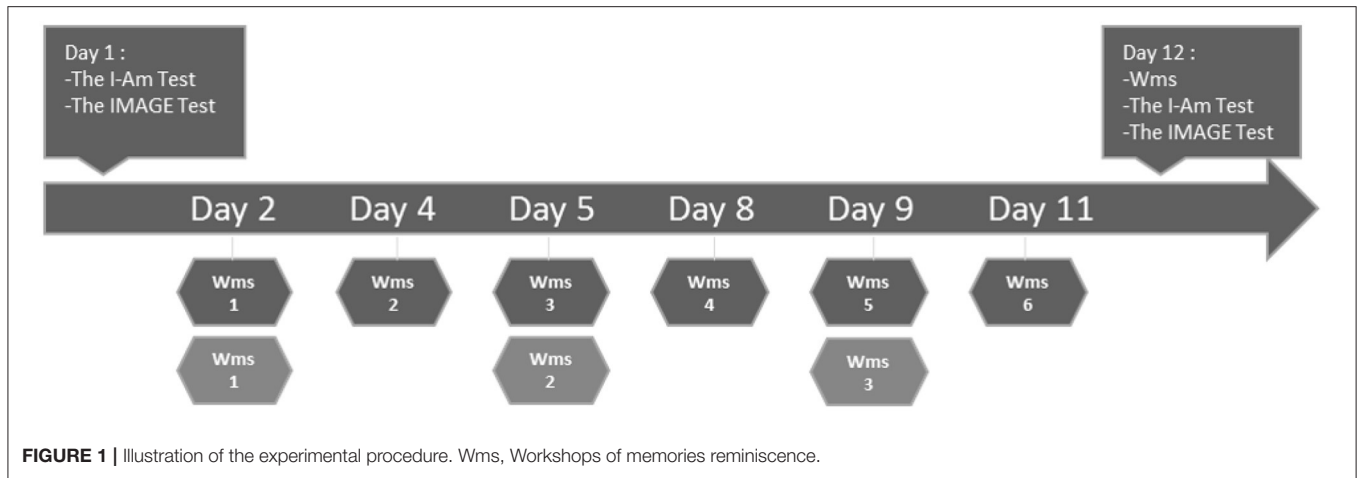 Day 1 :
-The I-Am Test
-The IMAGE Test
Day 12 :
-Wms
-The I-Am Test
-The IMAGE Test
Day 2 Day 4 Day 5 Day 8 Day 9 Day 11
Wms
1
Wms
2
Wms
3
Wms
4
Wms
5
Wms
6
Wms
1
Wms
2
Wms
3
FIGURE 1 | Illustration of the experimental procedure. Wms, Workshops of memories reminiscence.